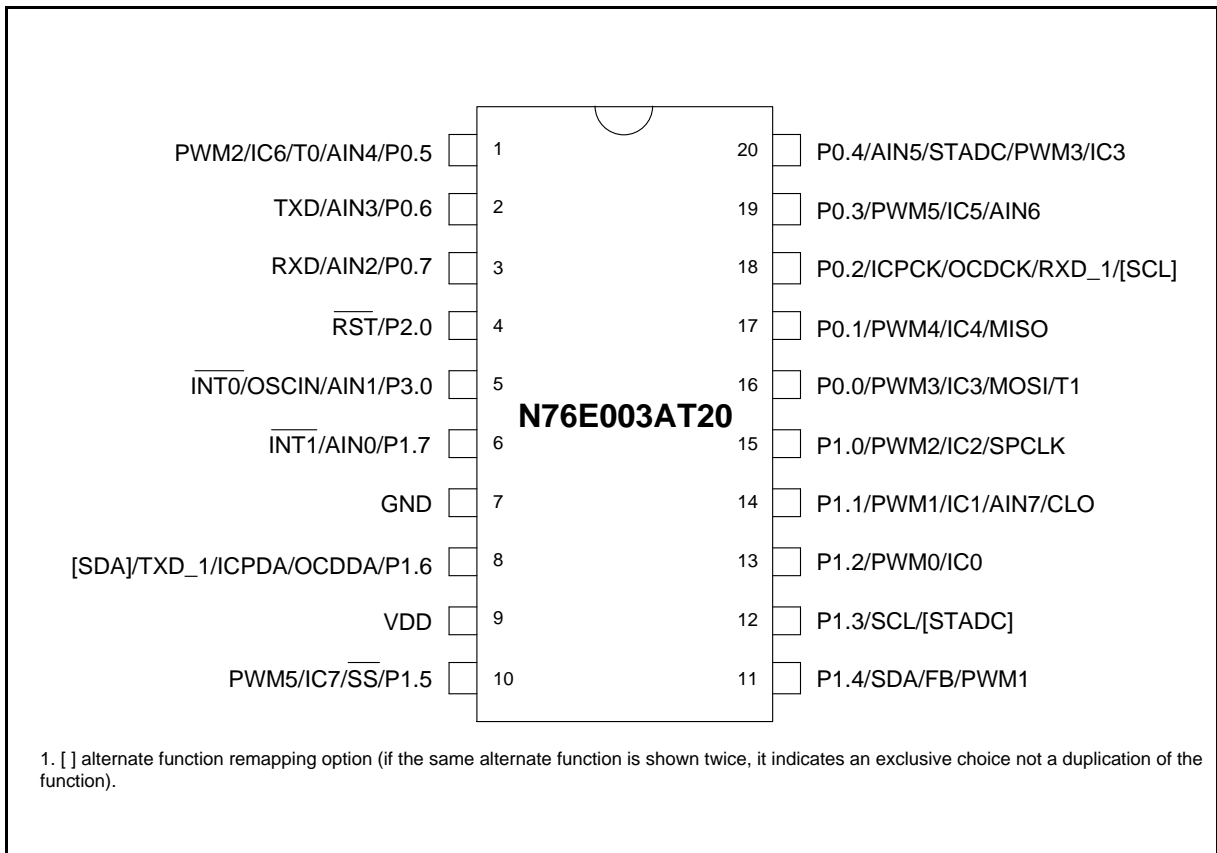 PWM2/IC6/T0/AIN4/P0.5 1 20 P0.4/AIN5/STADC/PWM3/IC3
TXD/AIN3/P0.6 2 19 P0.3/PWM5/IC5/AIN6
RXD/AIN2/P0.7 3 18 P0.2/ICPCK/OCDCK/RXD_1/[SCL]
RST/P2.0 4 17 P0.1/PWM4/IC4/MISO
INT0/OSCIN/AIN1/P3.0 5 16 P0.0/PWM3/IC3/MOSI/T1
N76E003AT20
INT1/AIN0/P1.7 6 15 P1.0/PWM2/IC2/SPCLK
GND 7 14 P1.1/PWM1/IC1/AIN7/CLO
[SDA]/TXD_1/ICPDA/OCDDA/P1.6 8 13 P1.2/PWM0/IC0
VDD 9 12 P1.3/SCL/[STADC]
PWM5/IC7/SS/P1.5 10 11 P1.4/SDA/FB/PWM1
1. [ ] alternate function remapping option (if the same alternate function is shown twice, it indicates an exclusive choice not a duplication of the
function).